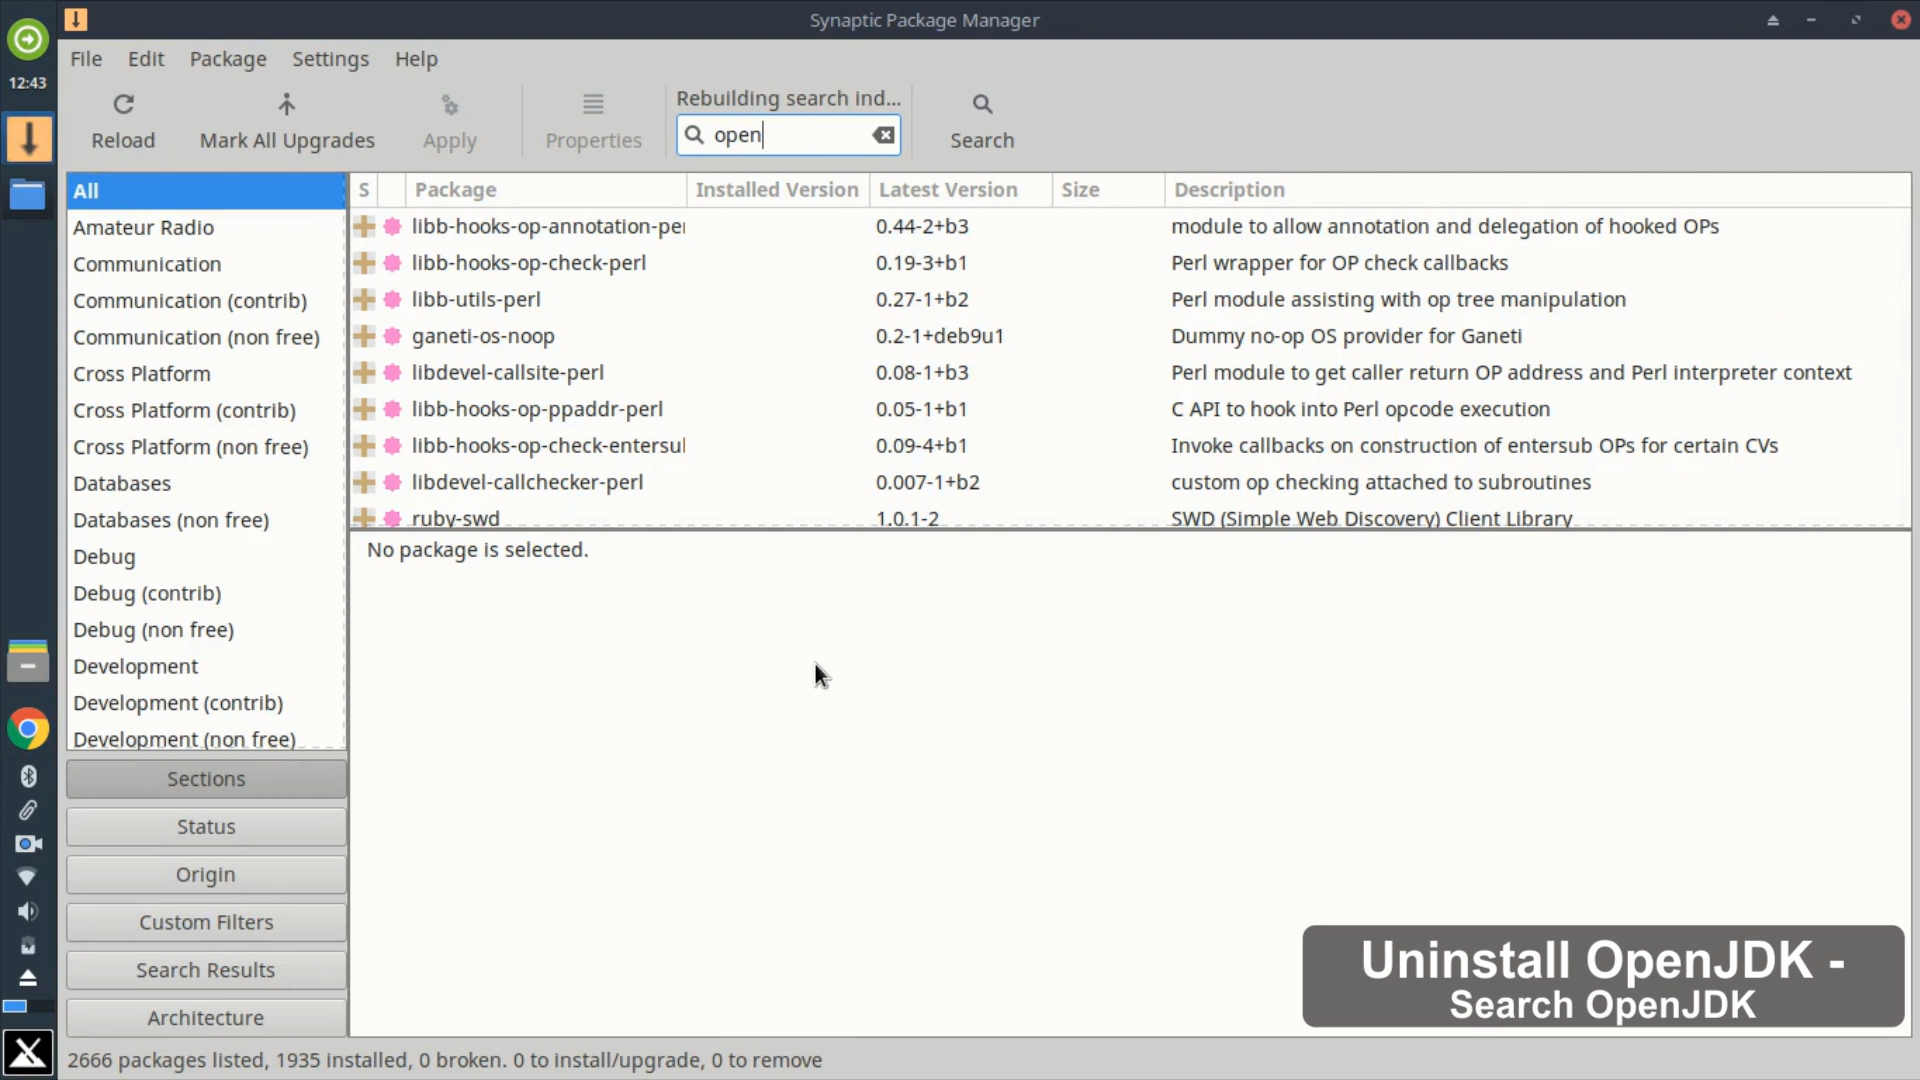 Synaptic Package Manager
12:43
File Edit Package Settings Help
Reload
Mark All Upgrades
Apply
Properties
Rebuilding search ind...
open
Search
S Package Installed Version Latest Version Size Description
libb-hooks-op-annotation-per 0.44-2+b3 module to allow annotation and delegation of hooked OPs
libb-hooks-op-check-perl 0.19-3+b1 Perl wrapper for OP check callbacks
libb-utils-perl 0.27-1+b2 Perl module assisting with op tree manipulation
ganeti-os-noop 0.2-1+deb9u1 Dummy no-op OS provider for Ganeti
libdevel-callsite-perl 0.08-1+b3 Perl module to get caller return OP address and Perl interpreter context
libb-hooks-op-ppaddr-perl 0.05-1+b1 C API to hook into Perl opcode execution
libb-hooks-op-check-entersul 0.09-4+b1 Invoke callbacks on construction of entersub OPs for certain CVs
libdevel-callchecker-perl 0.007-1+b2 custom op checking attached to subroutines
ruby-swd 1.0.1-2 SWD (Simple Web Discovery) Client Library
All
Amateur Radio
Communication
Communication (contrib)
Communication (non free)
Cross Platform
Cross Platform (contrib)
Cross Platform (non free)
Databases
Databases (non free)
Debug
Debug (contrib)
Debug (non free)
Development
Development (contrib)
Development (non free)
Sections
Status
Origin
Custom Filters
Search Results
Architecture
No package is selected.
Uninstall OpenJDK -
Search OpenJDK
2666 packages listed, 1935 installed, 0 broken. 0 to install/upgrade, 0 to remove